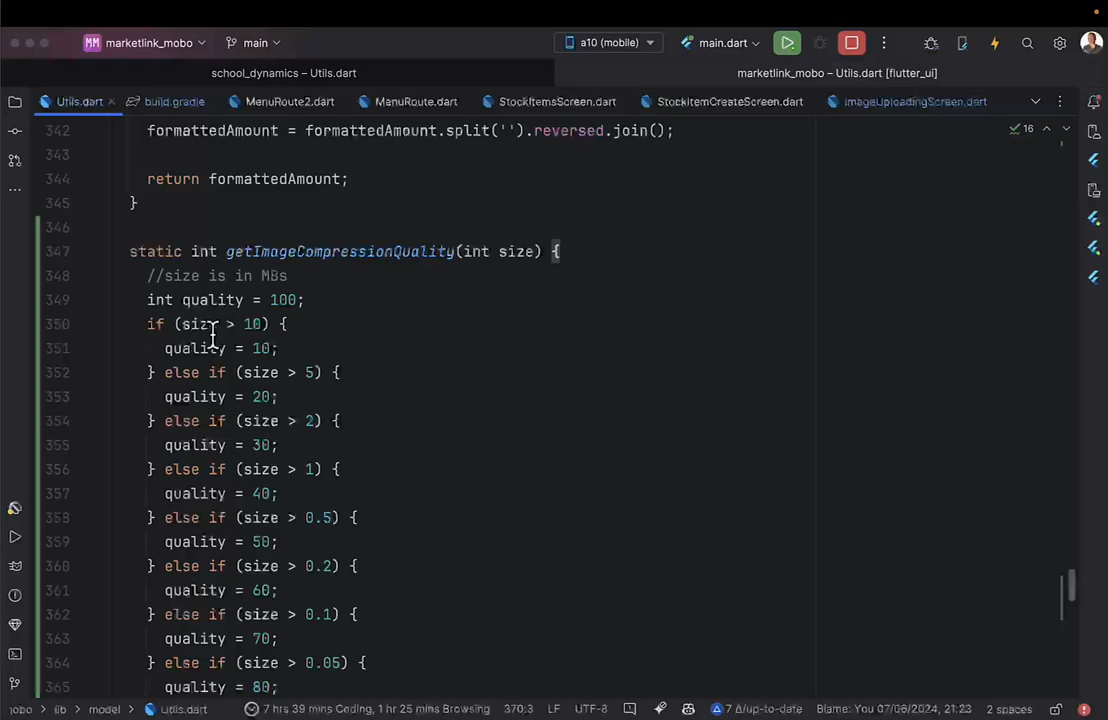 MM marketlink_mobo main a10 (mobile) main.dart
school_dynamics – Utils.dart marketlink_mobo – Utils.dart [flutter_ui]
Utils.dart build.gradle MenuRoute2.dart MenuRoute.dart StockItemsScreen.dart StockItemCreateScreen.dart ImageUploadingScreen.dart
342 formattedAmount = formattedAmount.split('').reversed.join();
16
343
344 return formattedAmount;
345 }
346
347 static int getImageCompressionQuality(int size) {
348 //size is in MBs
349 int quality = 100;
350 if (size > 10) {
351 quality = 10;
352 } else if (size > 5) {
353 quality = 20;
354 } else if (size > 2) {
355 quality = 30;
356 } else if (size > 1) {
357 quality = 40;
358 } else if (size > 0.5) {
359 quality = 50;
360 } else if (size > 0.2) {
361 quality = 60;
362 } else if (size > 0.1) {
363 quality = 70;
364 } else if (size > 0.05) {
365 quality = 80;
obo lib model Utils.dart 7 hrs 39 mins Coding, 1 hr 25 mins Browsing 370:3 LF UTF-8 7 Δ/up-to-date Blame: You 07/06/2024, 21:23 2 spaces